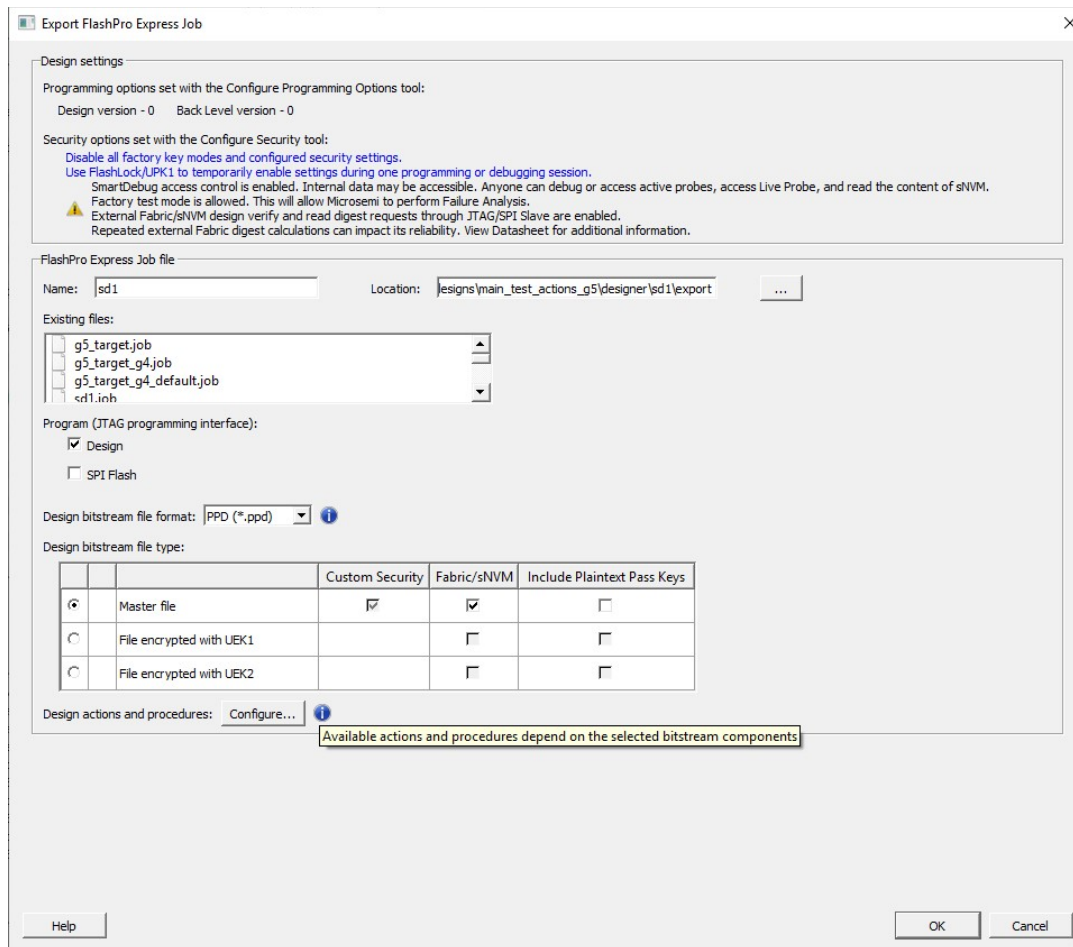 Export FlashPro Express Job
Design settings
Programming options set with the Configure Programming Options tool:
Design version - 0 Back Level version - 0
Security options set with the Configure Security tool:
Disable all factory key modes and configured security settings.
Use FlashLock/UPK1 to temporarily enable settings during one programming or debugging session.
SmartDebug access control is enabled. Internal data may be accessible. Anyone can debug or access active probes, access Live Probe, and read the content of sNVM.
Factory test mode is allowed. This will allow Microsemi to perform Failure Analysis.
External Fabric/sNVM design verify and read digest requests through JTAG/SPI Slave are enabled.
Repeated external Fabric digest calculations can impact its reliability. View Datasheet for additional information.
FlashPro Express Job file
Name: sd1 Location: lesigns\main_test_actions_g5\designer\sd1\export ...
Existing files:
g5_target.job
g5_target_g4.job
g5_target_g4_default.job
sd1.job
Program (JTAG programming interface):
Design
SPI Flash
Design bitstream file format: PPD (*.ppd)
Design bitstream file type:
Custom Security Fabric/sNVM Include Plaintext Pass Keys
Master file
File encrypted with UEK1
File encrypted with UEK2
Design actions and procedures: Configure...
Available actions and procedures depend on the selected bitstream components
Help OK Cancel